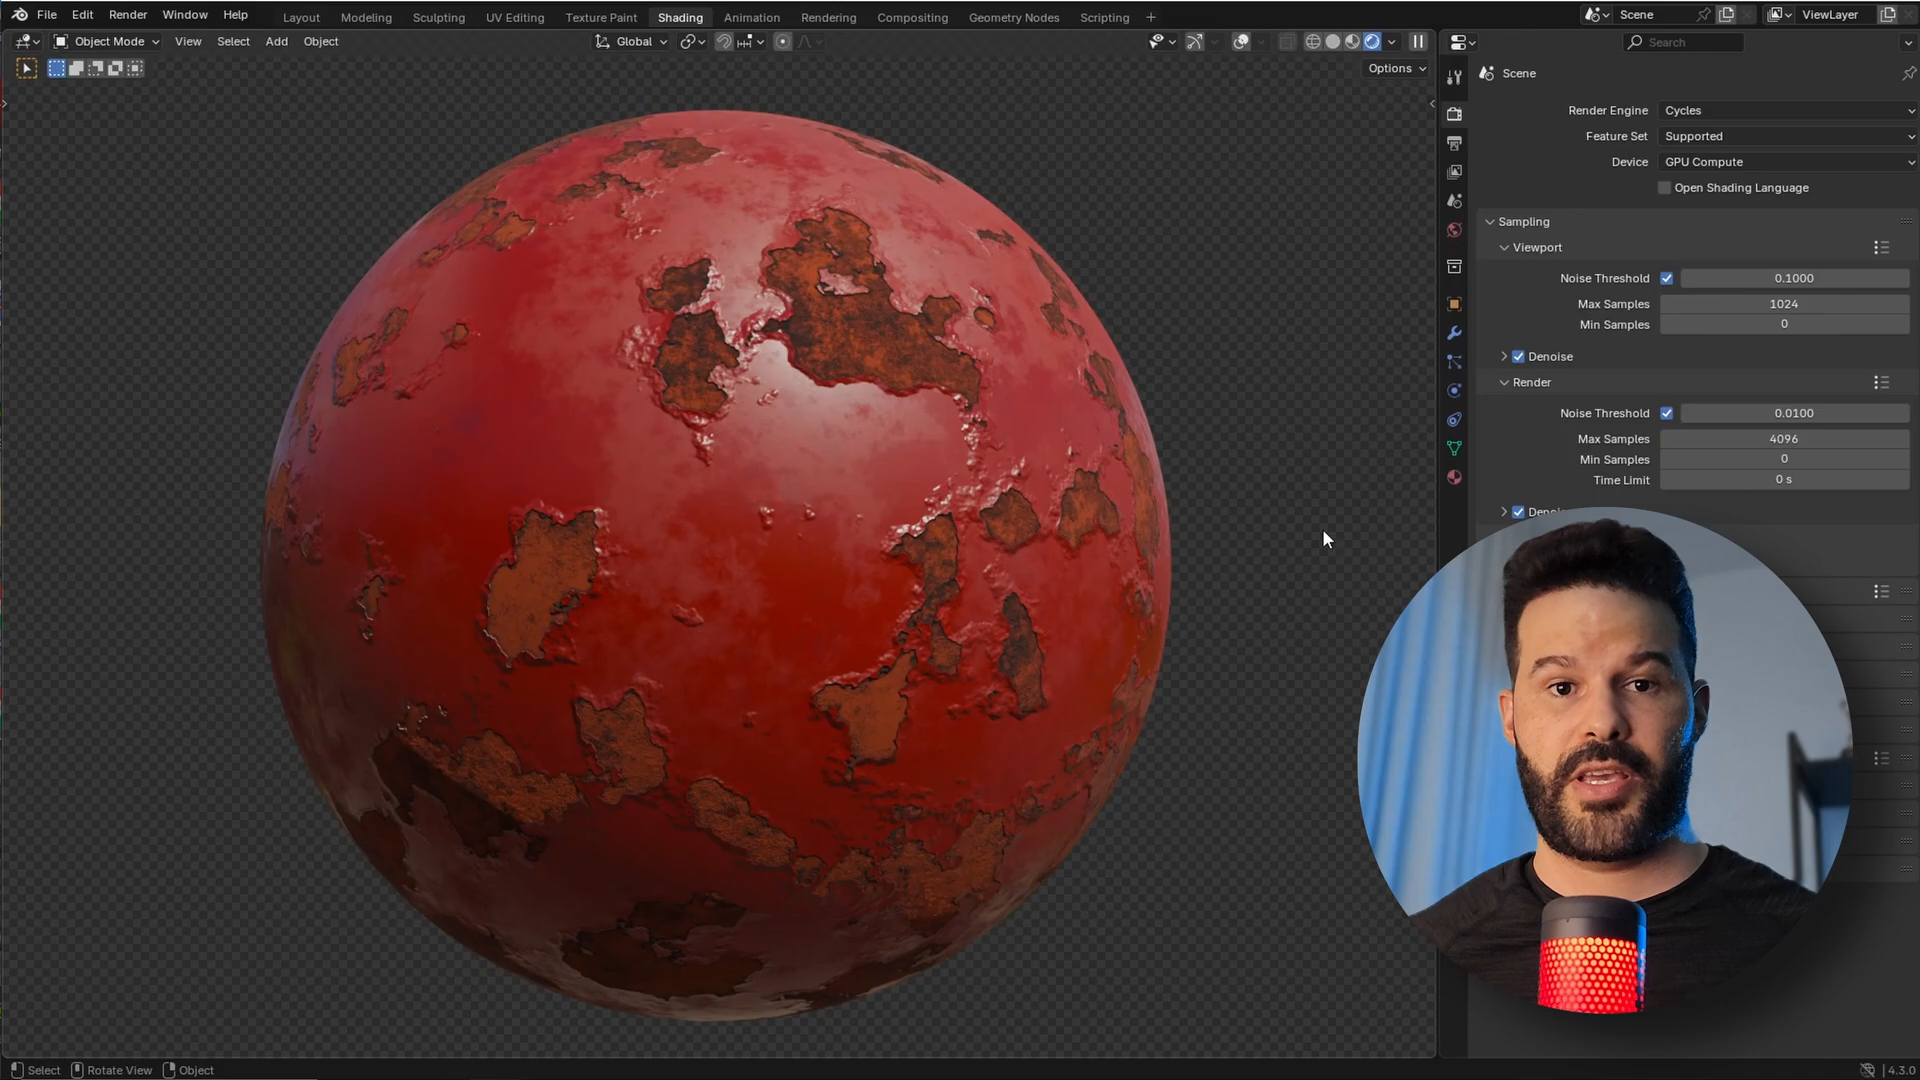 File Edit Render Window Help Layout Modeling Sculpting UV Editing Texture Paint Shading Animation Rendering Compositing Geometry Nodes Scripting + Scene ViewLayer
Object Mode View Select Add Object Global Search
Options
Scene
Render Engine Cycles
Feature Set Supported
Device GPU Compute
Open Shading Language
Sampling
Viewport
Noise Threshold 0.1000
Max Samples 1024
Min Samples 0
Denoise
Render
Noise Threshold 0.0100
Max Samples 4096
Min Samples 0
Time Limit 0 s
Select Rotate View Object 4.3.0